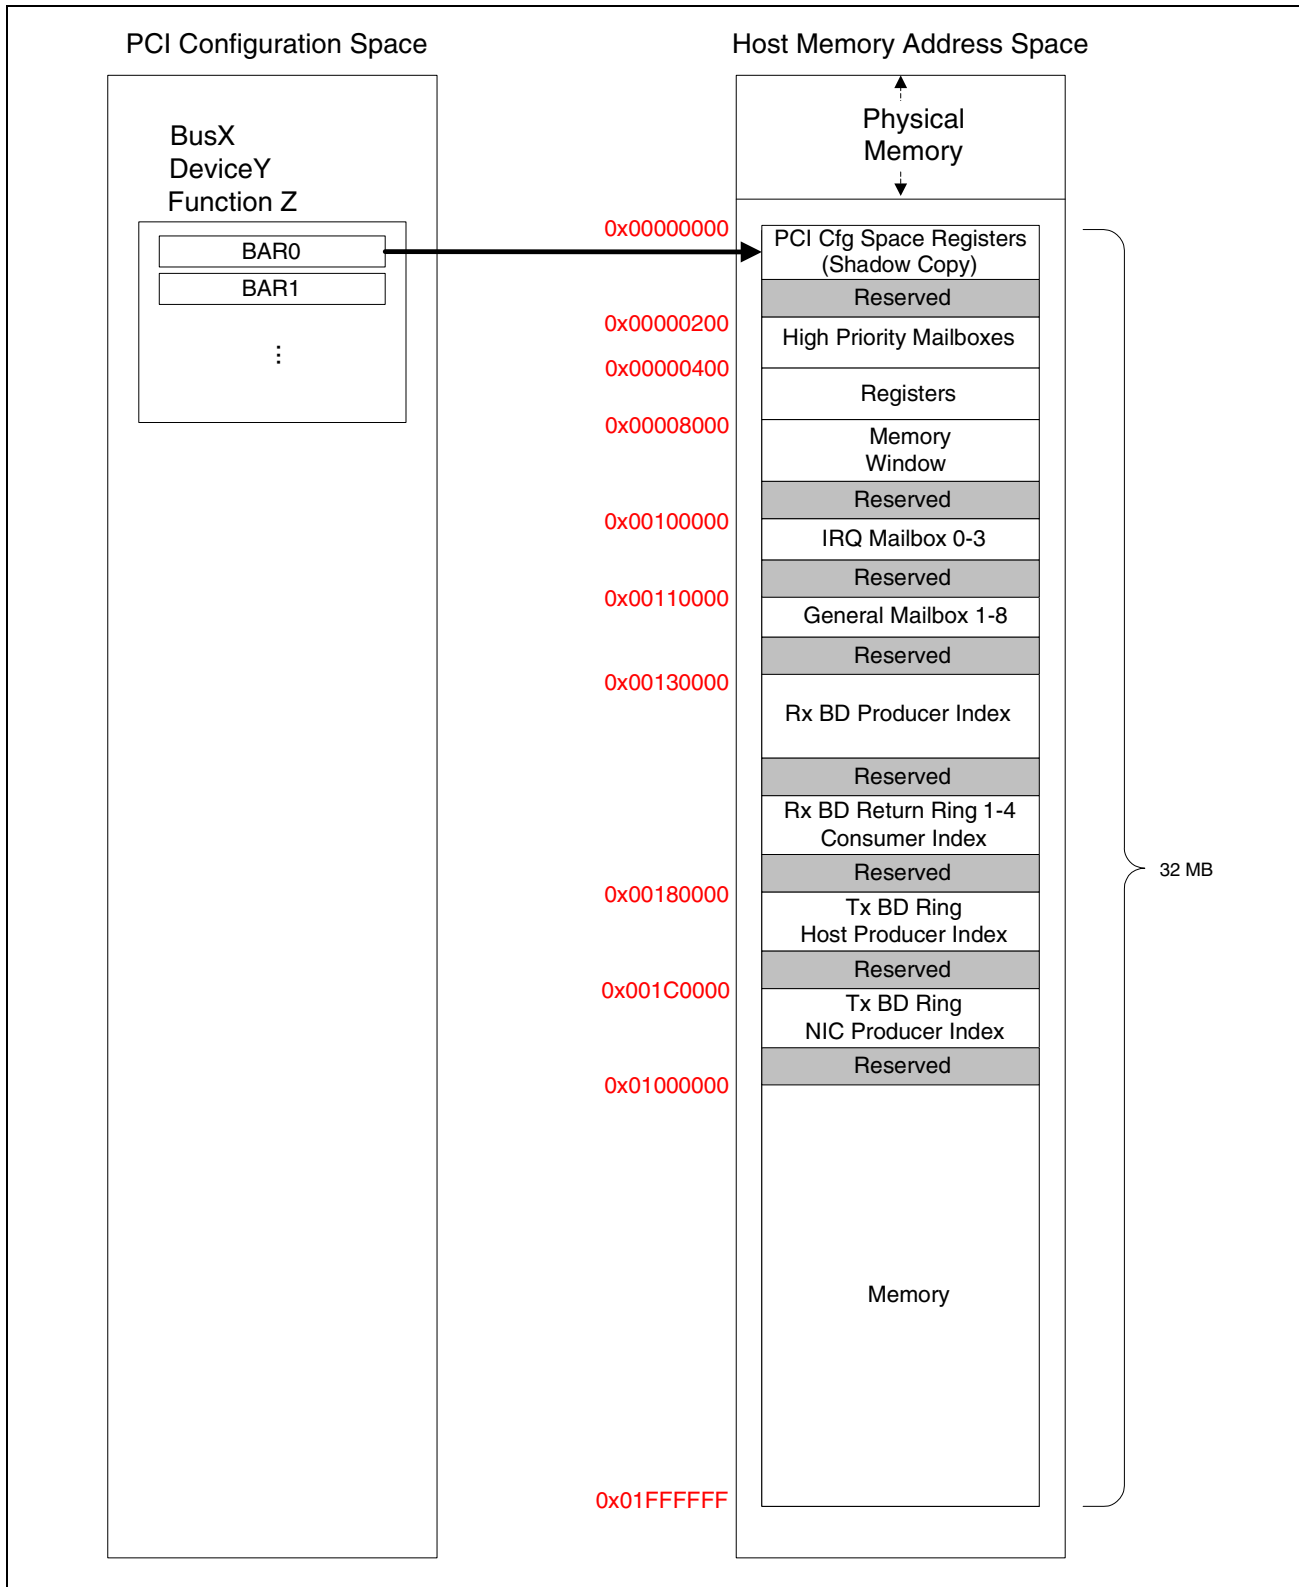 PCI Configuration Space
Host Memory Address Space
BusX
DeviceY
Function Z
BAR0
BAR1
⋮
Physical
Memory
0x00000000
PCI Cfg Space Registers
(Shadow Copy)
Reserved
0x00000200
High Priority Mailboxes
0x00000400
Registers
0x00008000
Memory
Window
Reserved
0x00100000
IRQ Mailbox 0-3
Reserved
0x00110000
General Mailbox 1-8
Reserved
0x00130000
Rx BD Producer Index
Reserved
Rx BD Return Ring 1-4
Consumer Index
Reserved
0x00180000
Tx BD Ring
Host Producer Index
Reserved
0x001C0000
Tx BD Ring
NIC Producer Index
Reserved
0x01000000
Memory
0x01FFFFFF
32 MB